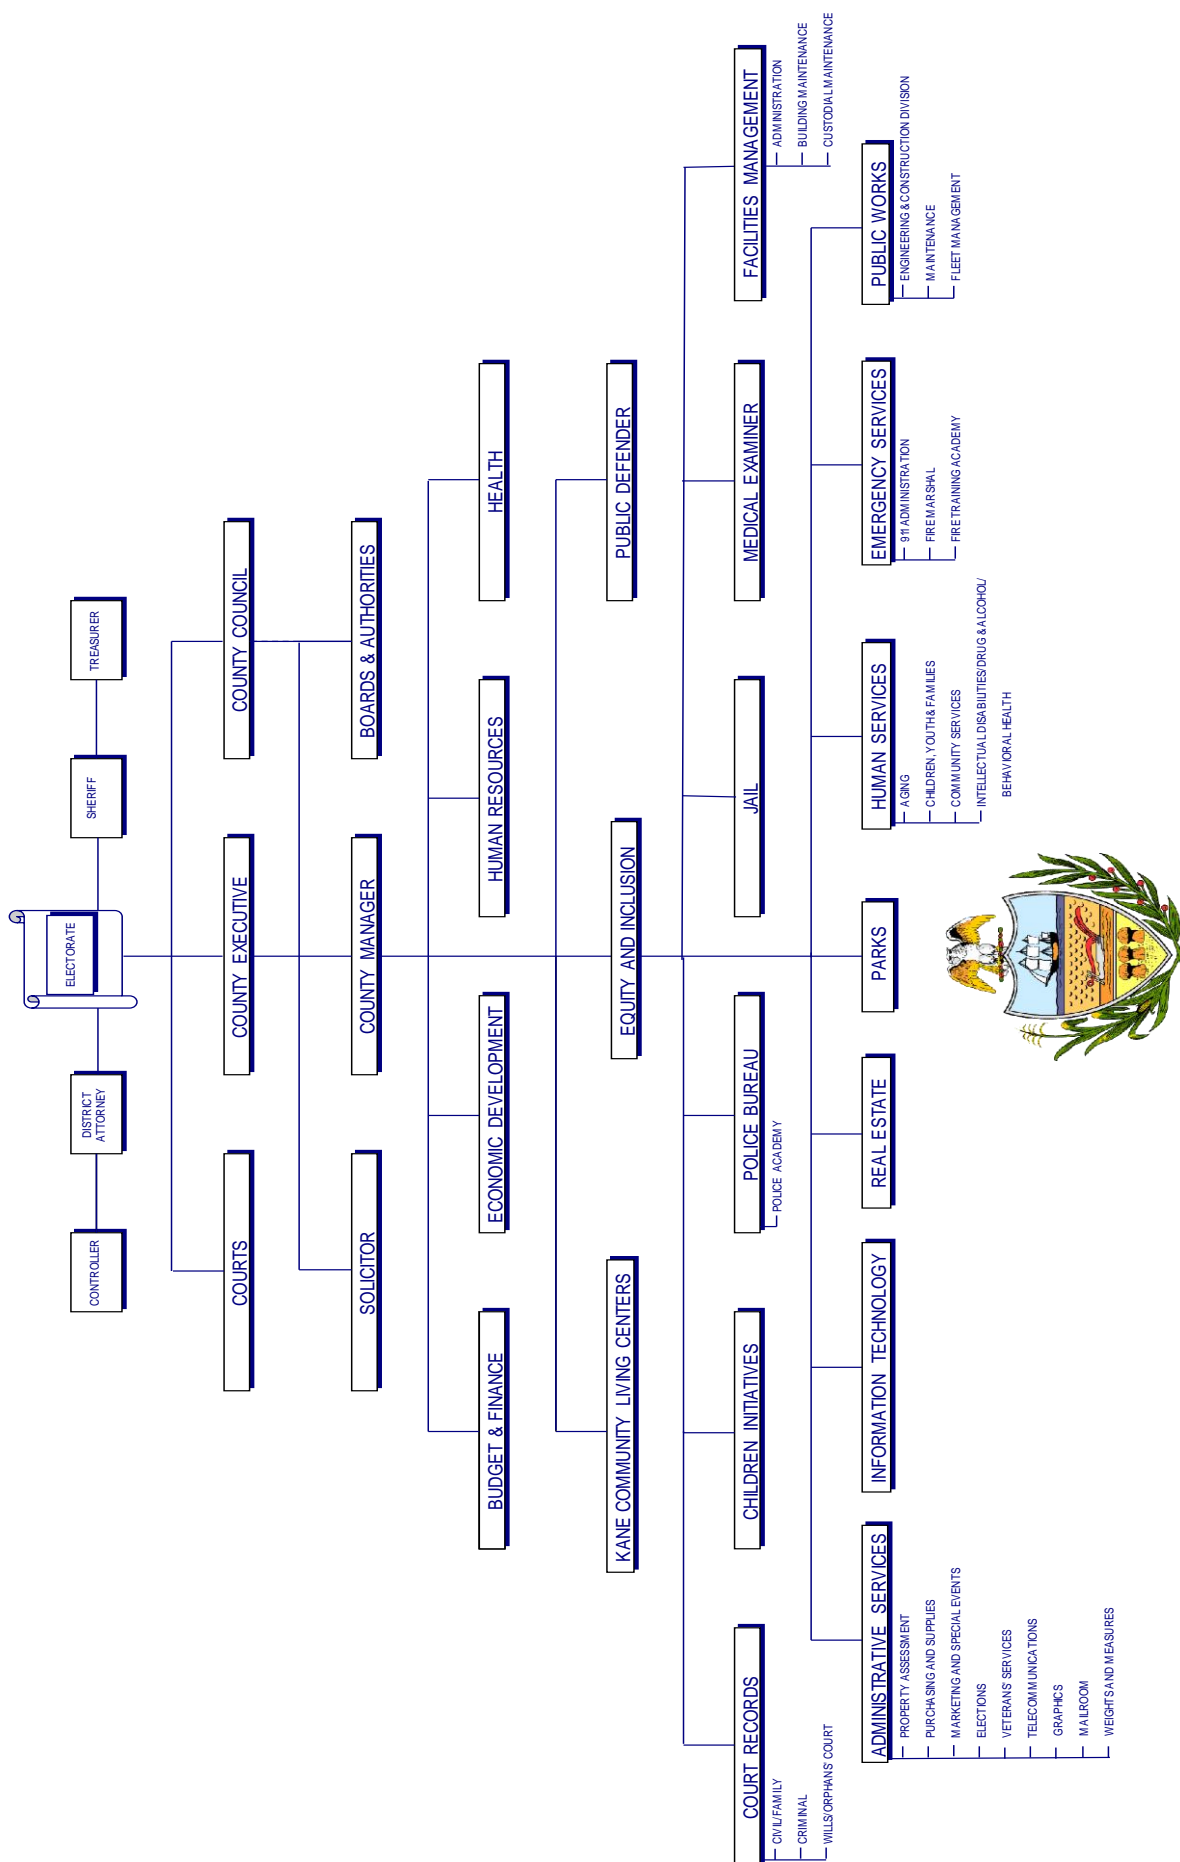 ELECTORATE
CONTROLLER
DISTRICT
ATTORNEY
SHERIFF
TREASURER
COURTS
COUNTY EXECUTIVE
COUNTY COUNCIL
SOLICITOR
COUNTY MANAGER
BOARDS & AUTHORITIES
BUDGET & FINANCE
ECONOMIC DEVELOPMENT
HUMAN RESOURCES
HEALTH
KANE COMMUNITY LIVING CENTERS
EQUITY AND INCLUSION
PUBLIC DEFENDER
COURT RECORDS
CIVIL/FAMILY
CRIMINAL
WILLS/ORPHANS' COURT
CHILDREN INITIATIVES
POLICE BUREAU
POLICE ACADEMY
JAIL
MEDICAL EXAMINER
FACILITIES MANAGEMENT
ADMINISTRATION
BUILDING MAINTENANCE
CUSTODIAL MAINTENANCE
ADMINISTRATIVE SERVICES
PROPERTY ASSESSMENT
PURCHASING AND SUPPLIES
MARKETING AND SPECIAL EVENTS
ELECTIONS
VETERANS' SERVICES
TELECOMMUNICATIONS
GRAPHICS
MAILROOM
WEIGHTS AND MEASURES
INFORMATION TECHNOLOGY
REAL ESTATE
PARKS
HUMAN SERVICES
AGING
CHILDREN, YOUTH & FAMILIES
COMMUNITY SERVICES
INTELLECTUAL DISABILITIES/DRUG & ALCOHOL/
BEHAVIORAL HEALTH
EMERGENCY SERVICES
911 ADMINISTRATION
FIRE MARSHAL
FIRE TRAINING ACADEMY
PUBLIC WORKS
ENGINEERING & CONSTRUCTION DIVISION
MAINTENANCE
FLEET MANAGEMENT